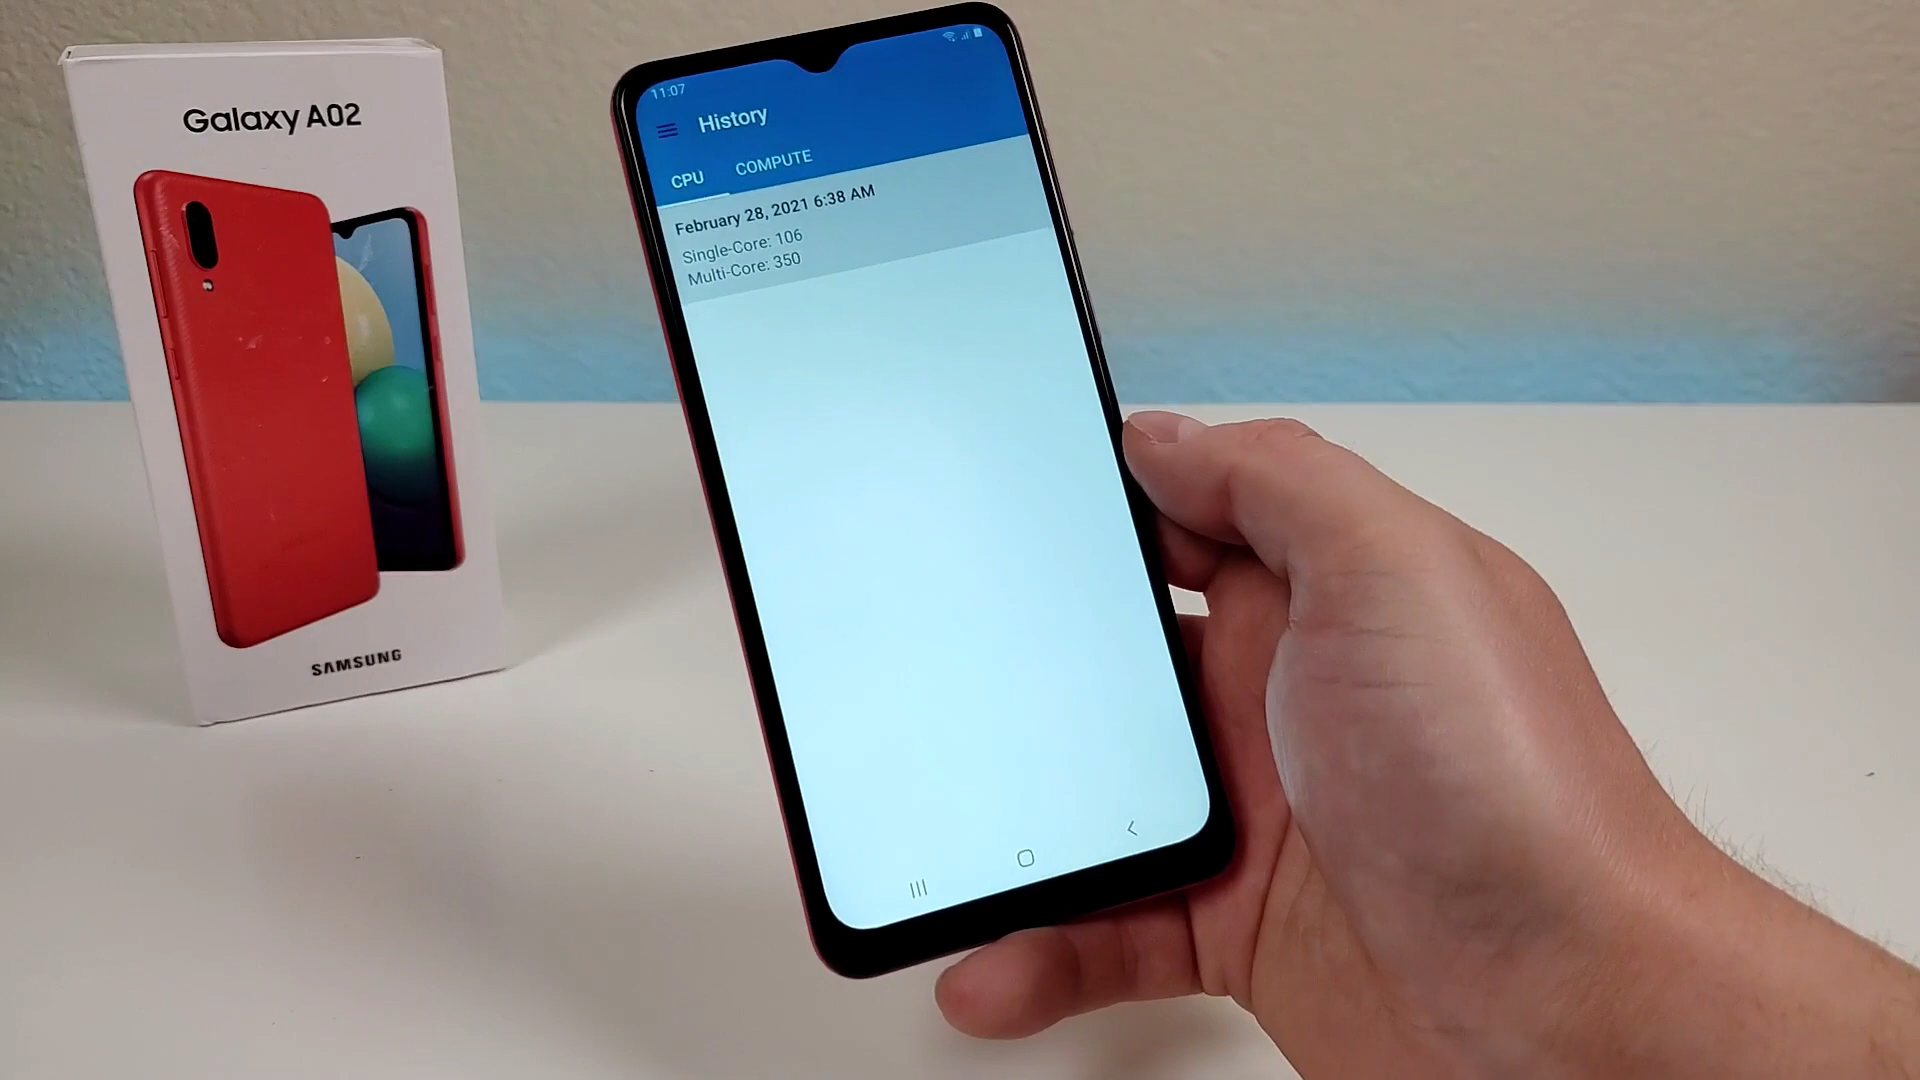 Galaxy A02
SAMSUNG
11:07
History
CPU COMPUTE
February 28, 2021 6:38 AM
Single-Core: 106
Multi-Core: 350